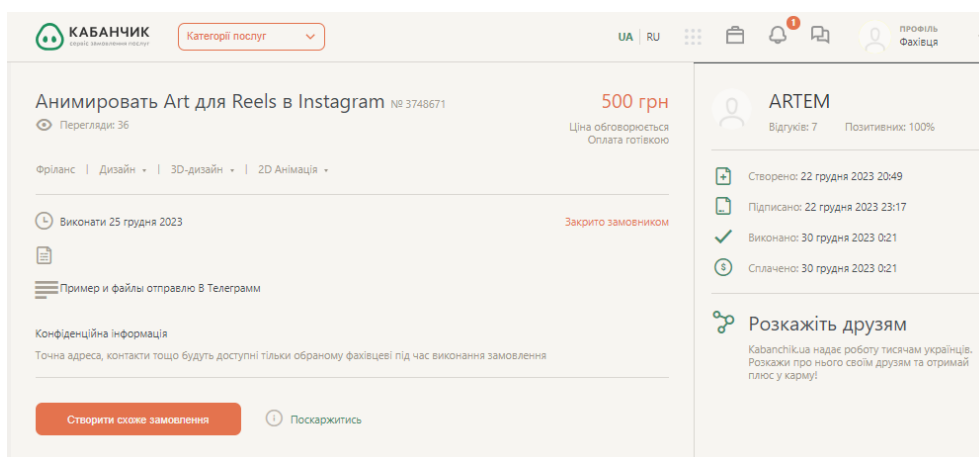 КАБАНЧИК
сервіс замовлення послуг
Категорії послуг
UA | RU
1
ПРОФІЛЬ
Фахівця
Анимировать Art для Reels в Instagram № 3748671
Перегляди: 36
500 грн
Ціна обговорюється
Оплата готівкою
Фріланс | Дизайн | 3D-дизайн | 2D Анімація
Виконати 25 грудня 2023
Закрито замовником
Пример и файлы отправлю В Телеграмм
Конфіденційна інформація
Точна адреса, контакти тощо будуть доступні тільки обраному фахівцеві під час виконання замовлення
Створити схоже замовлення
Поскаржитись
ARTEM
Відгуків: 7 Позитивних: 100%
Створено: 22 грудня 2023 20:49
Підписано: 22 грудня 2023 23:17
Виконано: 30 грудня 2023 0:21
Сплачено: 30 грудня 2023 0:21
Розкажіть друзям
Kabanchik.ua надає роботу тисячам українців.
Розкажи про нього своїм друзям та отримай
плюс у карму!